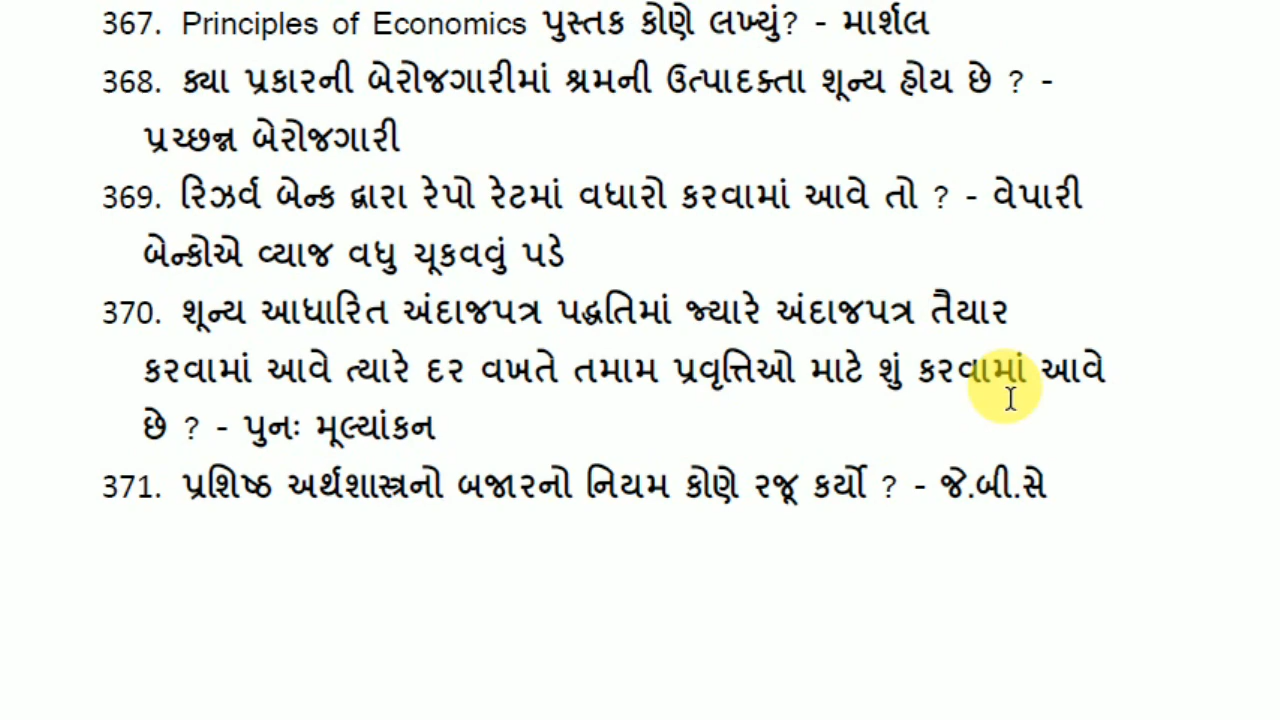 367. Principles of Economics પુસ્તક કોણે લખ્યું? - માર્શલ
368. ક્યા પ્રકારની બેરોજગારીમાં શ્રમની ઉત્પાદક્તા શૂન્ય હોય છે ? -
પ્રચ્છન્ન બેરોજગારી
369. રિઝર્વ બેન્ક દ્વારા રેપો રેટમાં વધારો કરવામાં આવે તો ? - વેપારી
બેન્કોએ વ્યાજ વધુ ચૂકવવું પડે
370. શૂન્ય આધારિત અંદાજપત્ર પદ્ધતિમાં જ્યારે અંદાજપત્ર તૈયાર
કરવામાં આવે ત્યારે દર વખતે તમામ પ્રવૃત્તિઓ માટે શું કરવામાં આવે
છે ? - પુનઃ મૂલ્યાંકન
371. પ્રશિષ્ઠ અર્થશાસ્ત્રનો બજારનો નિયમ કોણે રજૂ કર્યો ? - જે.બી.સે